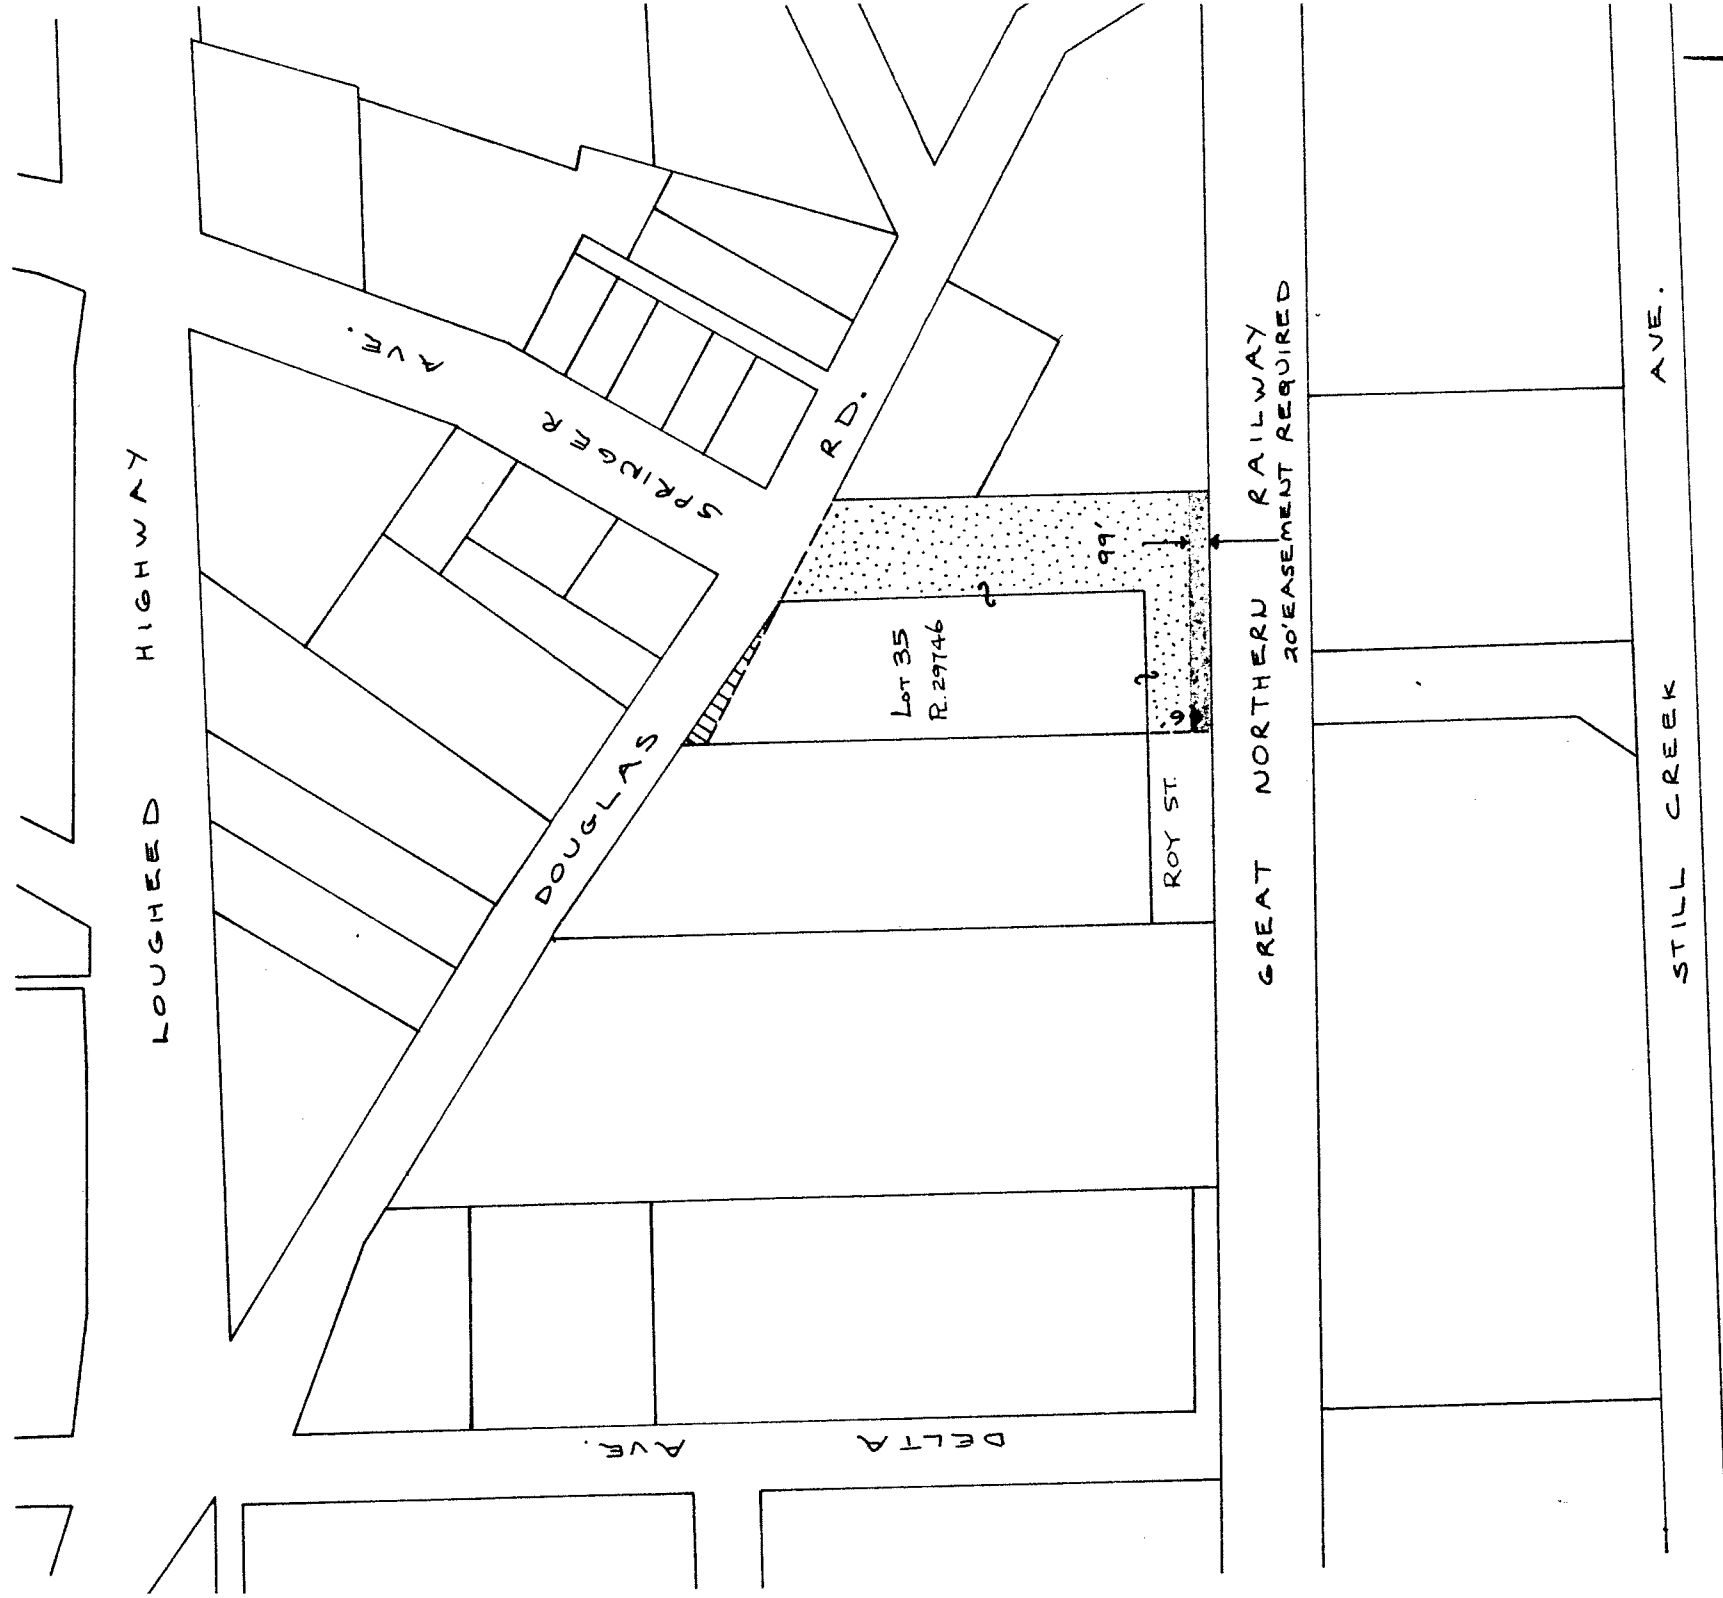 LOUGHEED HIGHWAY
SPRINGER AVE.
DOUGLAS RD.
Lot 35
R. 29746
99'
6'
ROY ST.
GREAT NORTHERN RAILWAY
20' EASEMENT REQUIRED
STILL CREEK AVE.
DELTA AVE.